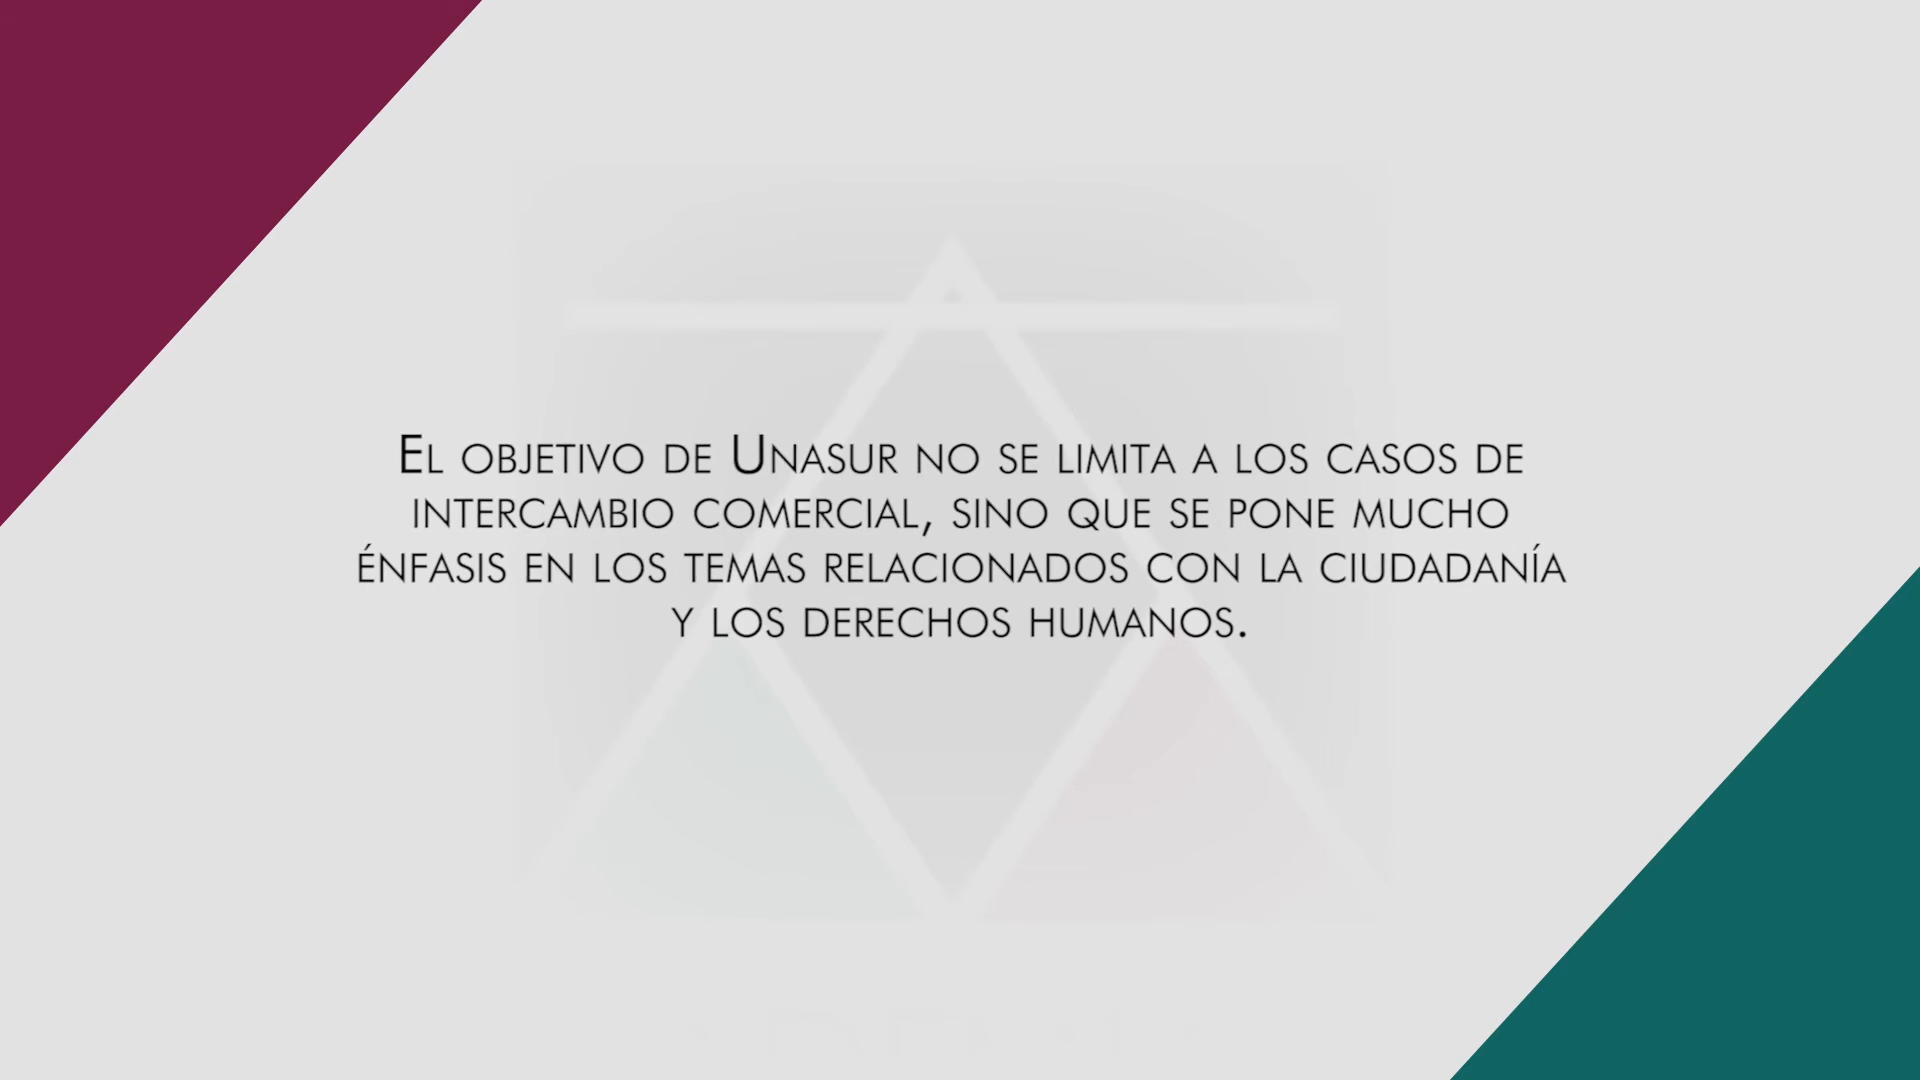 El objetivo de Unasur no se limita a los casos de
intercambio comercial, sino que se pone mucho
énfasis en los temas relacionados con la ciudadanía
y los derechos humanos.